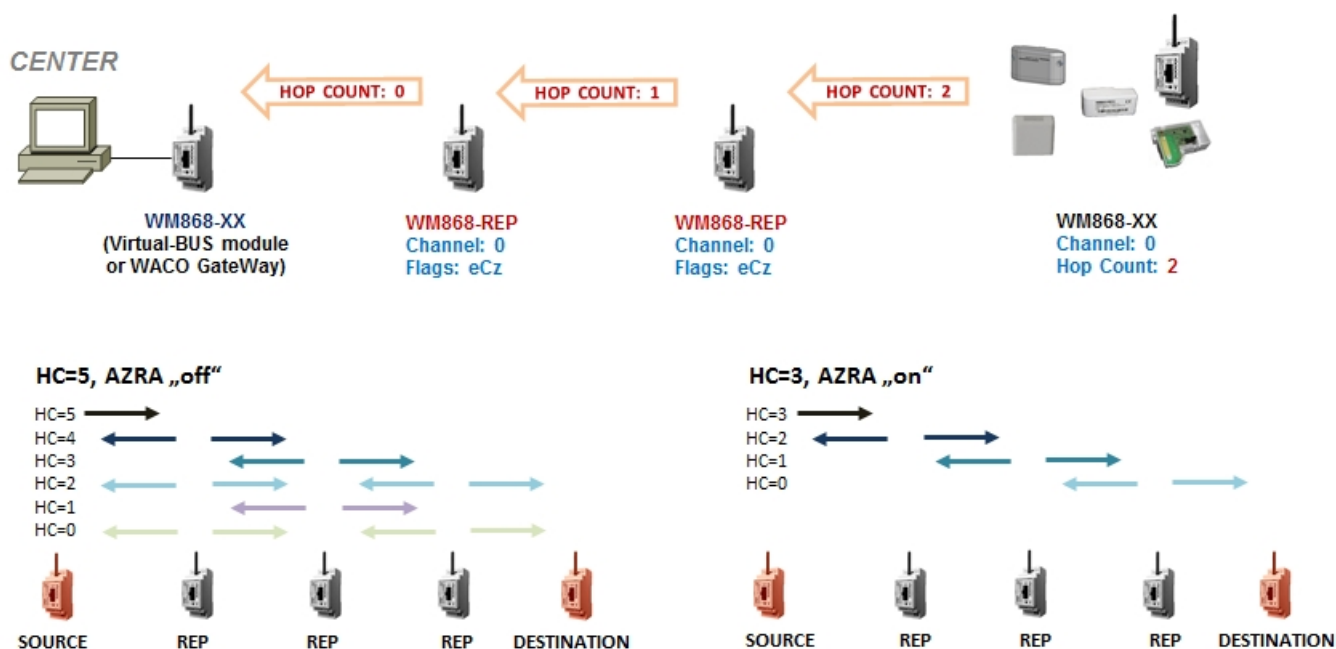 CENTER
HOP COUNT: 0
HOP COUNT: 1
HOP COUNT: 2
WM868-XX
(Virtual-BUS module
or WACO GateWay)
WM868-REP
Channel: 0
Flags: eCz
WM868-REP
Channel: 0
Flags: eCz
WM868-XX
Channel: 0
Hop Count: 2
HC=5, AZRA „off“
HC=5
HC=4
HC=3
HC=2
HC=1
HC=0
SOURCE
REP
REP
REP
DESTINATION
HC=3, AZRA „on“
HC=3
HC=2
HC=1
HC=0
SOURCE
REP
REP
REP
DESTINATION